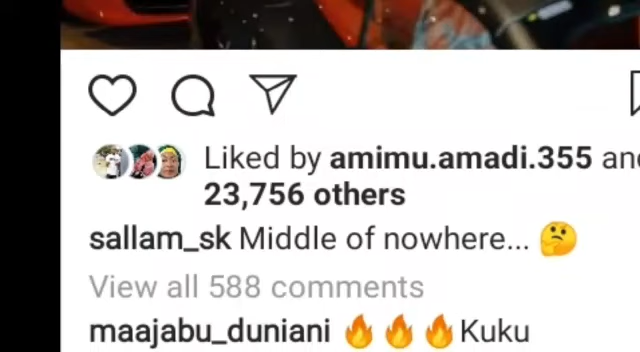 Liked by amimu.amadi.355 and
23,756 others
sallam_sk Middle of nowhere... 🤔
View all 588 comments
maajabu_duniani 🔥🔥🔥Kuku